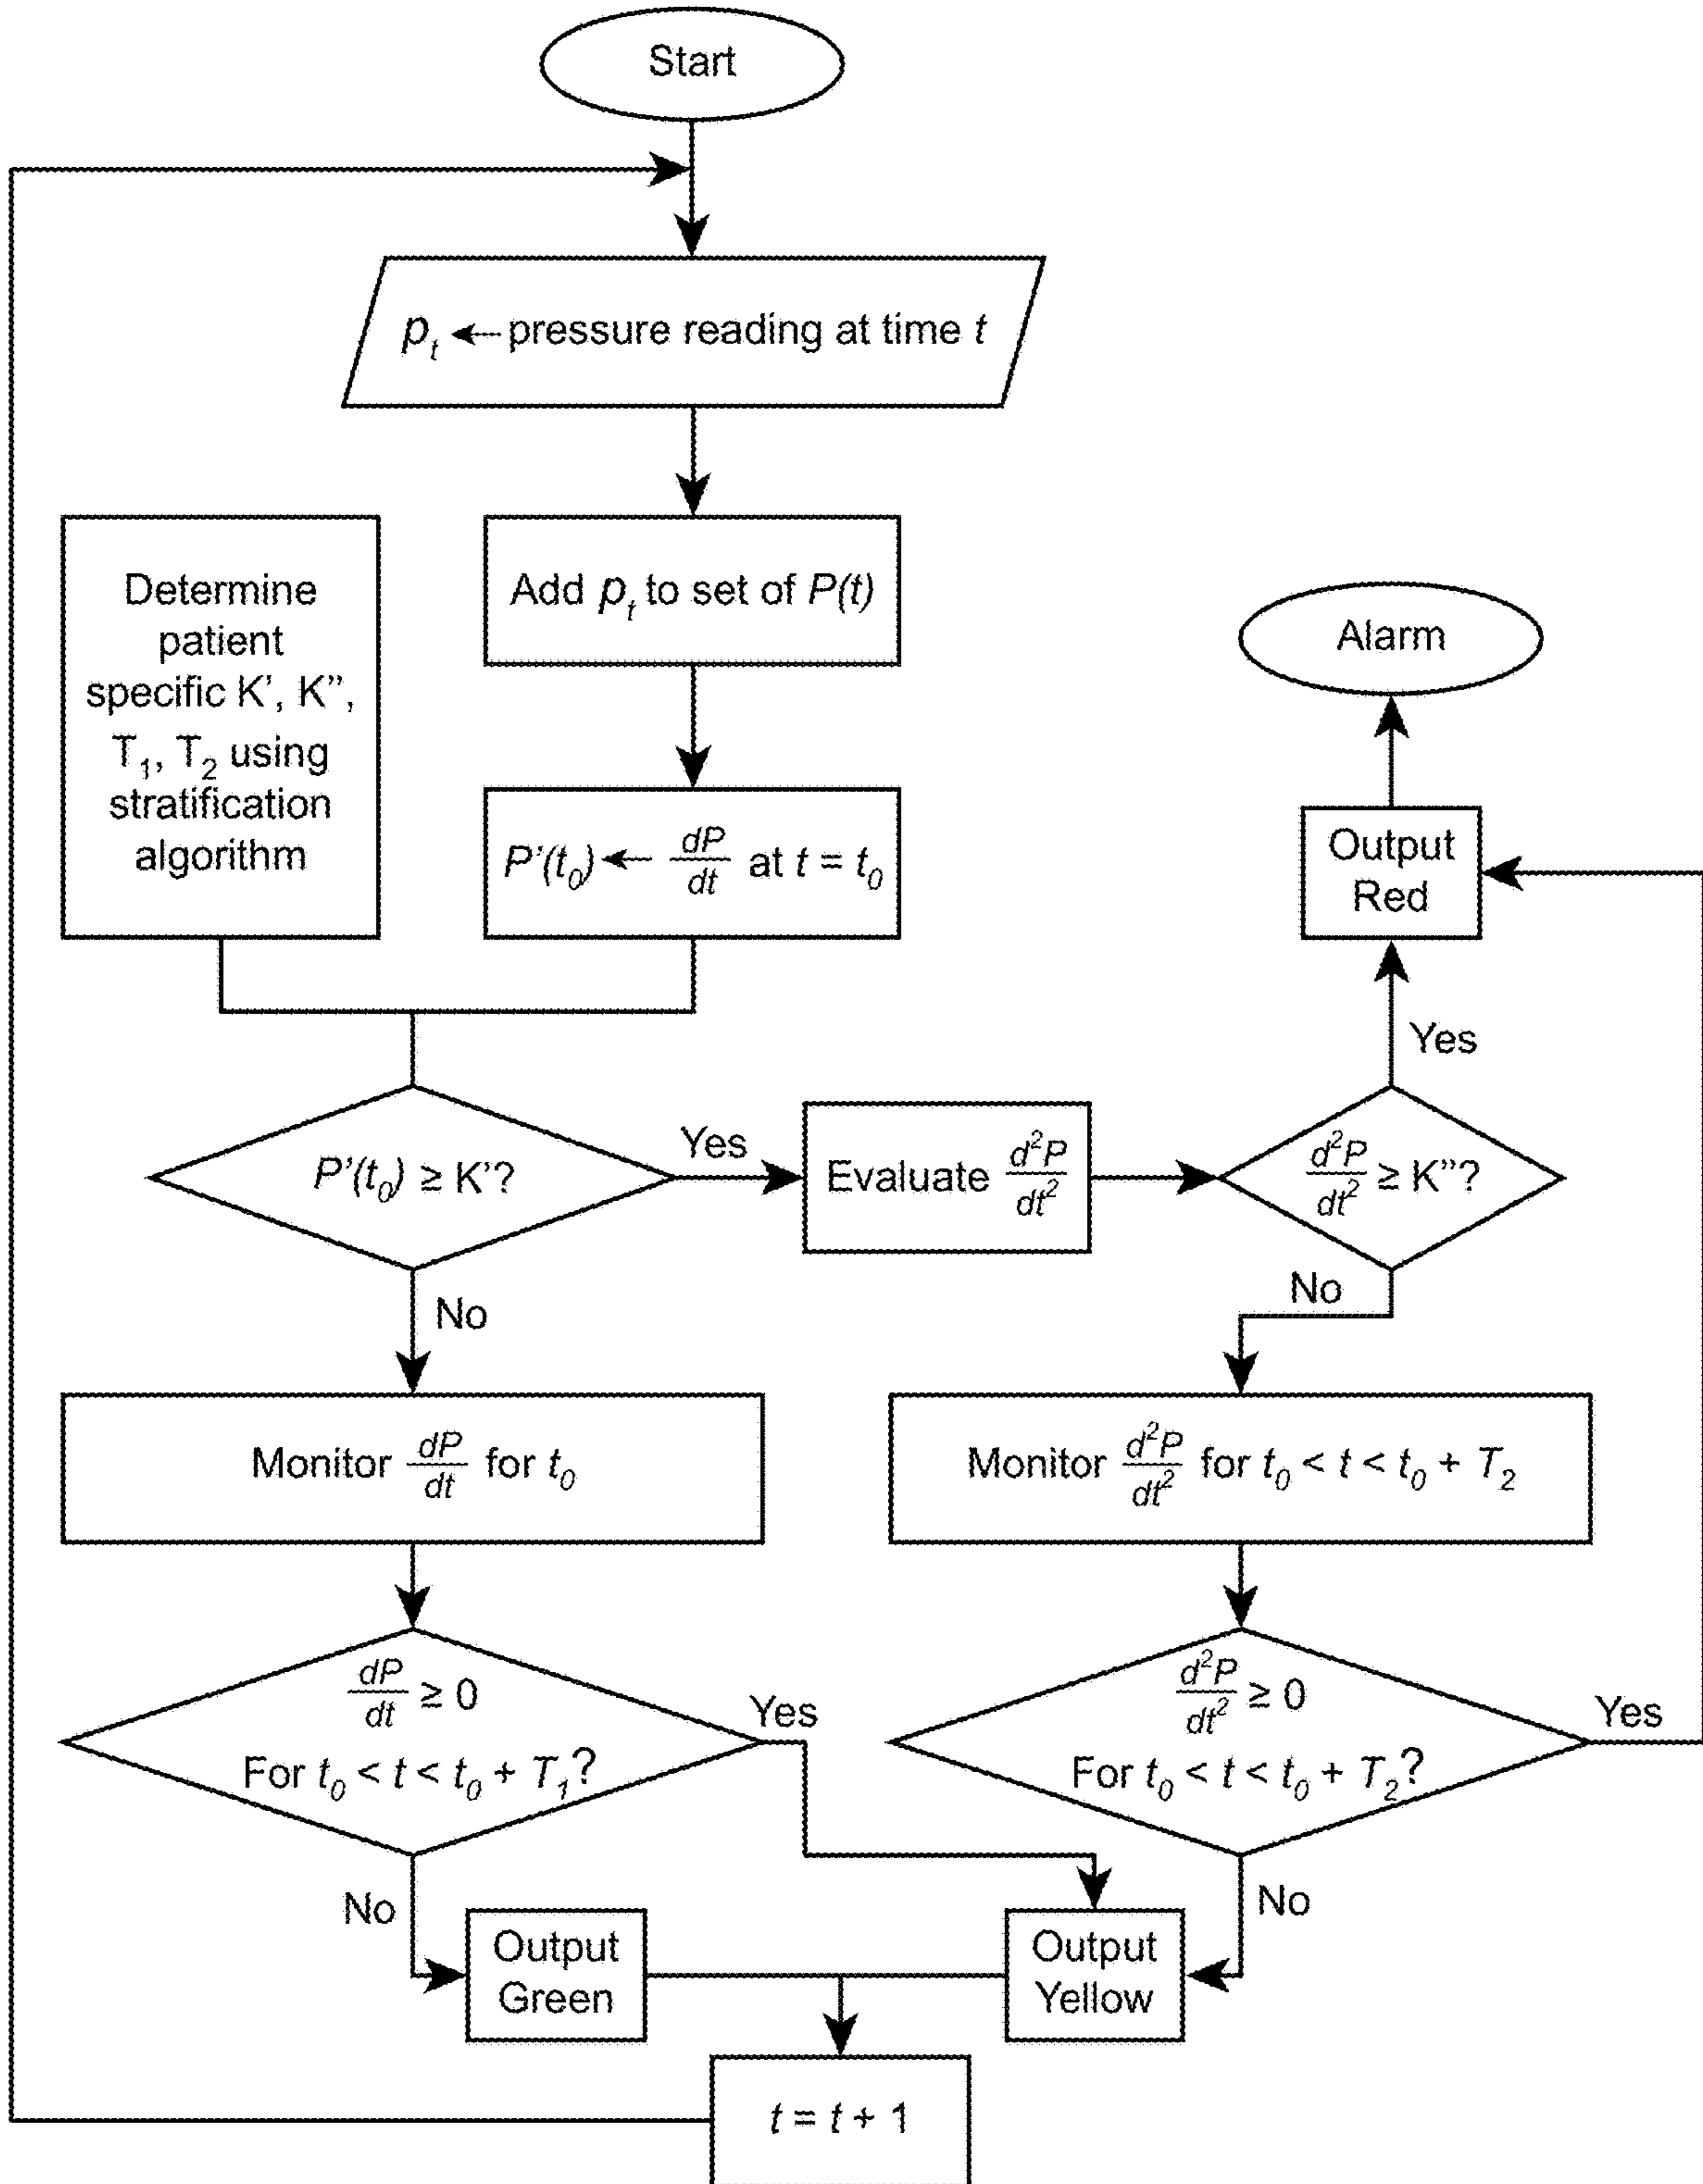 Start
p_t ← pressure reading at time t
Determine
patient
specific K', K'',
T_1, T_2 using
stratification
algorithm
Add p_t to set of P(t)
P'(t_0) ← dP/dt at t = t_0
Alarm
Output
Red
Yes
P'(t_0) ≥ K'?
Yes
Evaluate d²P/dt²
d²P/dt² ≥ K''?
No
No
Monitor dP/dt for t_0
Monitor d²P/dt² for t_0 < t < t_0 + T_2
dP/dt ≥ 0
For t_0 < t < t_0 + T_1?
Yes
d²P/dt² ≥ 0
For t_0 < t < t_0 + T_2?
Yes
No
Output
Green
Output
Yellow
No
t = t + 1